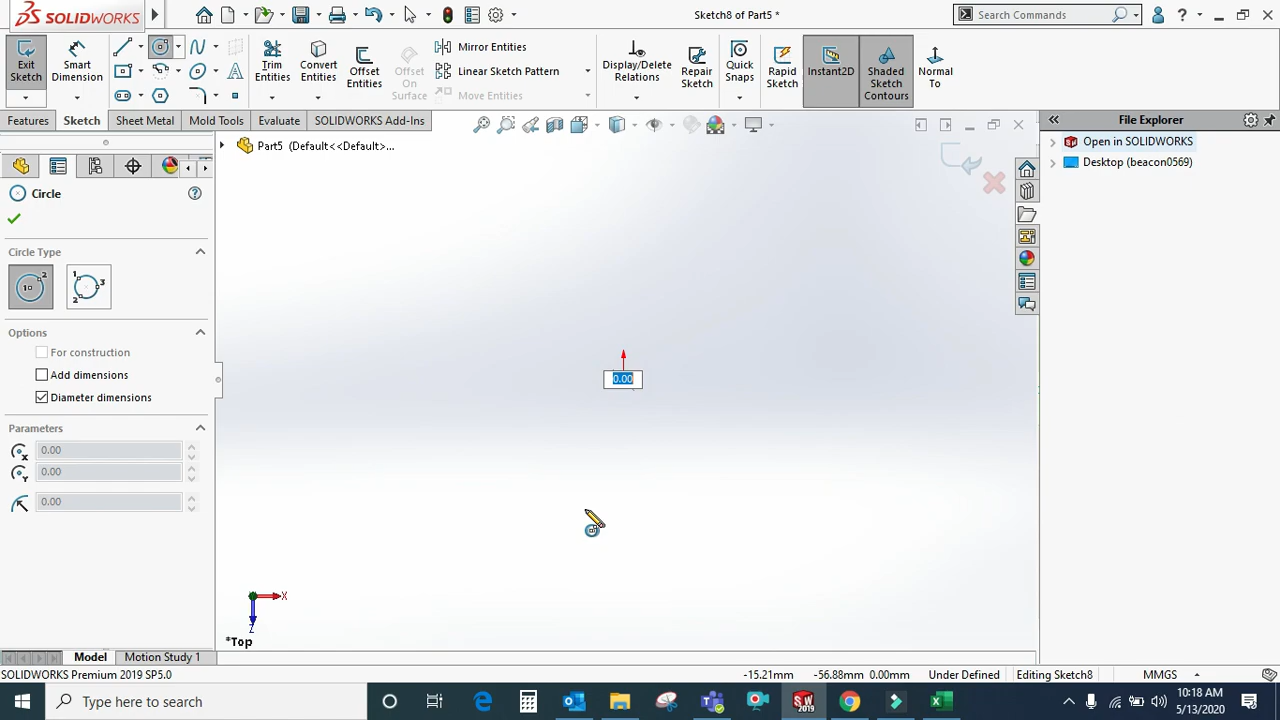 SOLIDWORKS
Sketch8 of Part5 *
Search Commands
?
Exit Sketch
Smart Dimension
Trim Entities
Convert Entities
Offset Entities
Offset On Surface
Mirror Entities
Linear Sketch Pattern
Move Entities
Display/Delete Relations
Repair Sketch
Quick Snaps
Rapid Sketch
Instant2D
Shaded Sketch Contours
Normal To
Features
Sketch
Sheet Metal
Mold Tools
Evaluate
SOLIDWORKS Add-Ins
File Explorer
Part5 (Default<<Default>...
Open in SOLIDWORKS
Desktop (beacon0569)
Circle
Circle Type
Options
For construction
Add dimensions
Diameter dimensions
0.00
Parameters
0.00
0.00
0.00
X
Z
*Top
Model
Motion Study 1
SOLIDWORKS Premium 2019 SP5.0
-15.21mm
-56.88mm
0.00mm
Under Defined
Editing Sketch8
MMGS
Type here to search
10:18 AM
5/13/2020